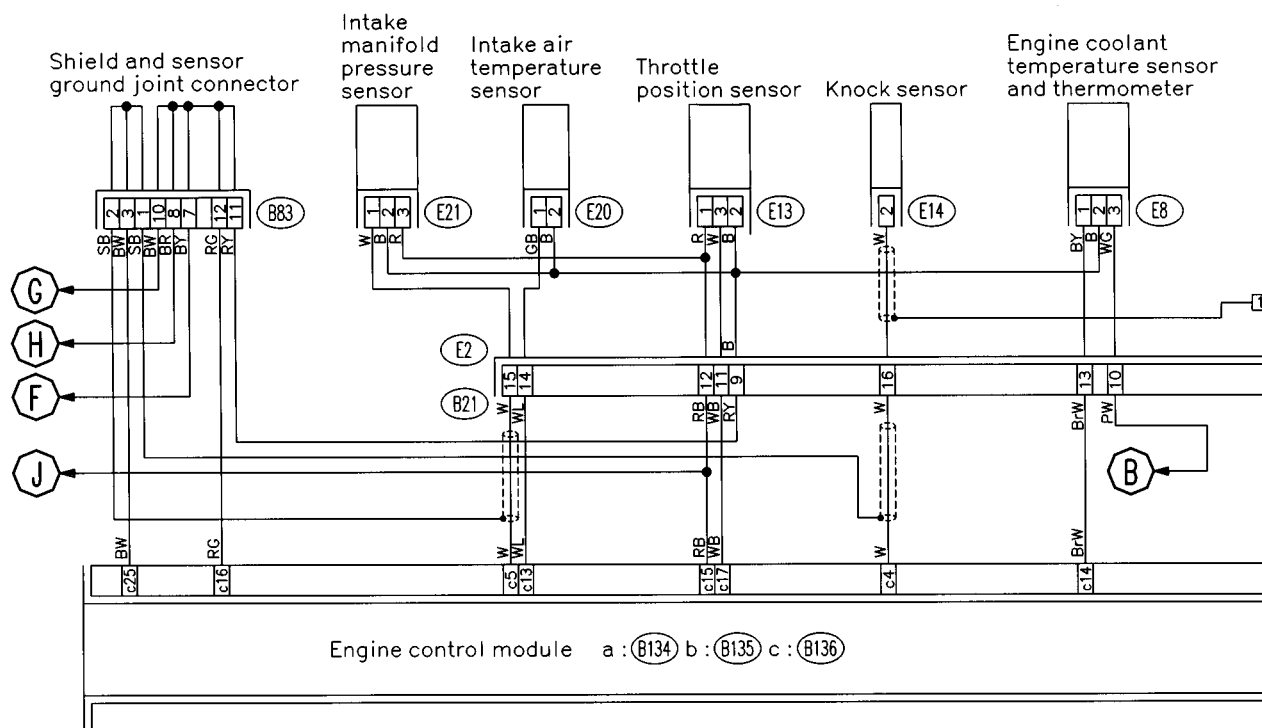 Shield and sensor
ground joint connector
Intake
manifold
pressure
sensor
Intake air
temperature
sensor
Throttle
position sensor
Knock sensor
Engine coolant
temperature sensor
and thermometer
2 3 1 10 8 7 12 11
B83
1 2 3
E21
1 2
E20
1 3 2
E13
2
E14
1 2 3
E8
SB BW SB BW BR BY RG RY
W B R
GB B
R W B
W
BY B WG
G
H
F
J
1
B
E2
15 14 12 11 9 16 13 10
B21
W WL RB WB RY W BrW PW
B
BW RG W WL RB WB W BrW
c25 c16 c5 c13 c15 c17 c4 c14
Engine control module a : B134 b : B135 c : B136